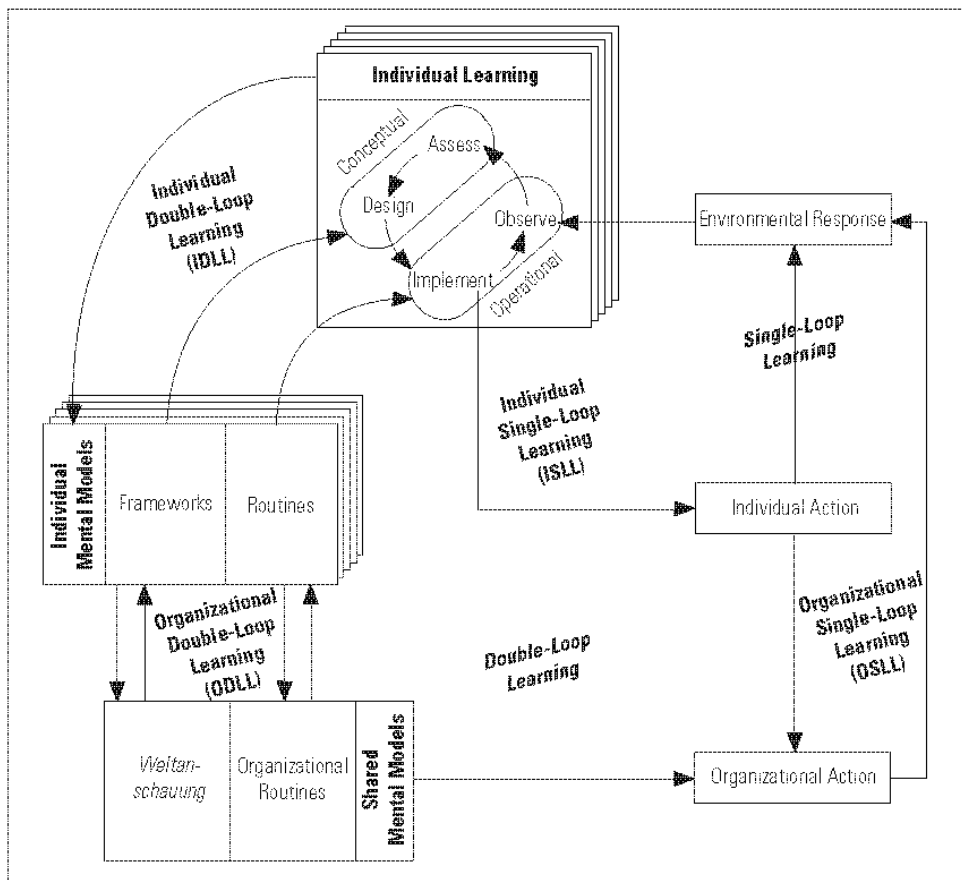 Individual Learning
Conceptual
Assess
Design
Observe
Implement
Operational
Individual
Double-Loop
Learning
(IDLL)
Environmental Response
Single-Loop
Learning
Individual
Single-Loop
Learning
(ISLL)
Individual
Mental Models
Frameworks
Routines
Individual Action
Organizational
Double-Loop
Learning
(ODLL)
Double-Loop
Learning
Organizational
Single-Loop
Learning
(OSLL)
Weltan-
schauung
Organizational
Routines
Shared
Mental Models
Organizational Action